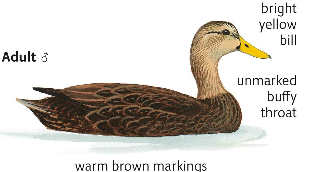 bright
yellow
bill
Adult ♂
unmarked
buffy
throat
warm brown markings